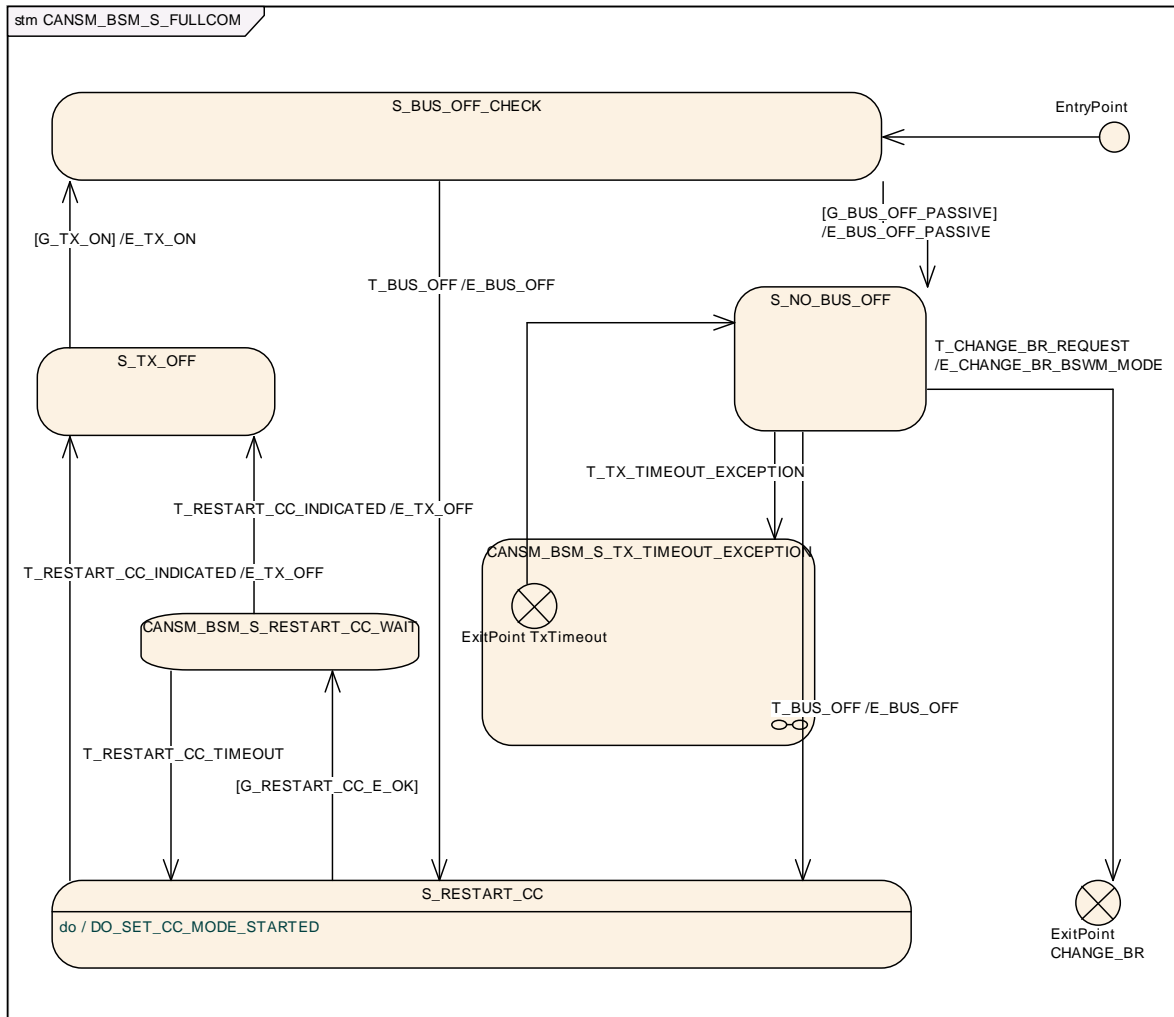 stm CANSM_BSM_S_FULLCOM
S_BUS_OFF_CHECK
EntryPoint
[G_BUS_OFF_PASSIVE]
/E_BUS_OFF_PASSIVE
[G_TX_ON] /E_TX_ON
T_BUS_OFF /E_BUS_OFF
S_NO_BUS_OFF
T_CHANGE_BR_REQUEST
/E_CHANGE_BR_BSWM_MODE
S_TX_OFF
T_TX_TIMEOUT_EXCEPTION
T_RESTART_CC_INDICATED /E_TX_OFF
CANSM_BSM_S_TX_TIMEOUT_EXCEPTION
T_RESTART_CC_INDICATED /E_TX_OFF
CANSM_BSM_S_RESTART_CC_WAIT
ExitPoint TxTimeout
T_BUS_OFF /E_BUS_OFF
T_RESTART_CC_TIMEOUT
[G_RESTART_CC_E_OK]
S_RESTART_CC
do / DO_SET_CC_MODE_STARTED
ExitPoint
CHANGE_BR